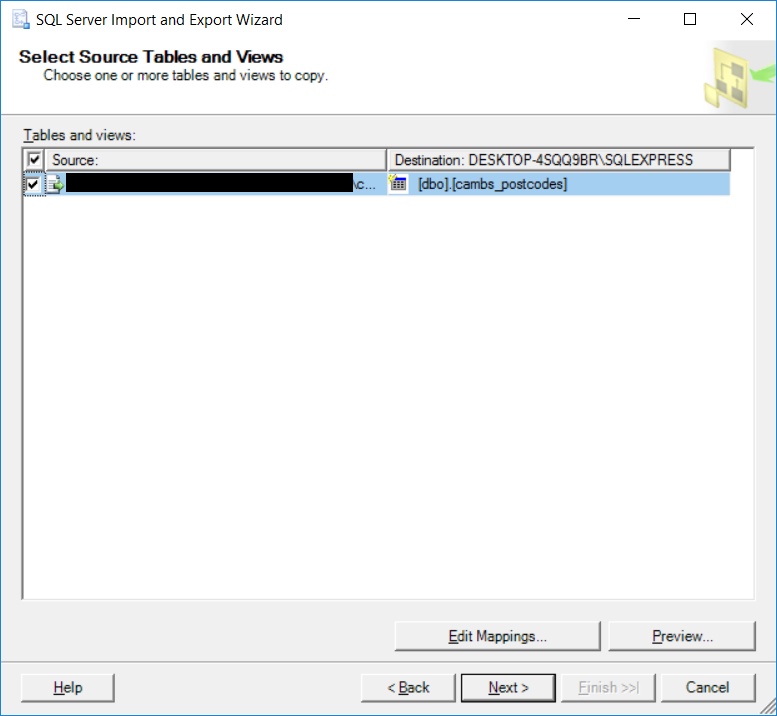 SQL Server Import and Export Wizard
Select Source Tables and Views
Choose one or more tables and views to copy.
Tables and views:
Source: Destination: DESKTOP-4SQQ9BR\SQLEXPRESS
\c... [dbo].[cambs_postcodes]
Edit Mappings... Preview...
Help < Back Next > Finish >>| Cancel